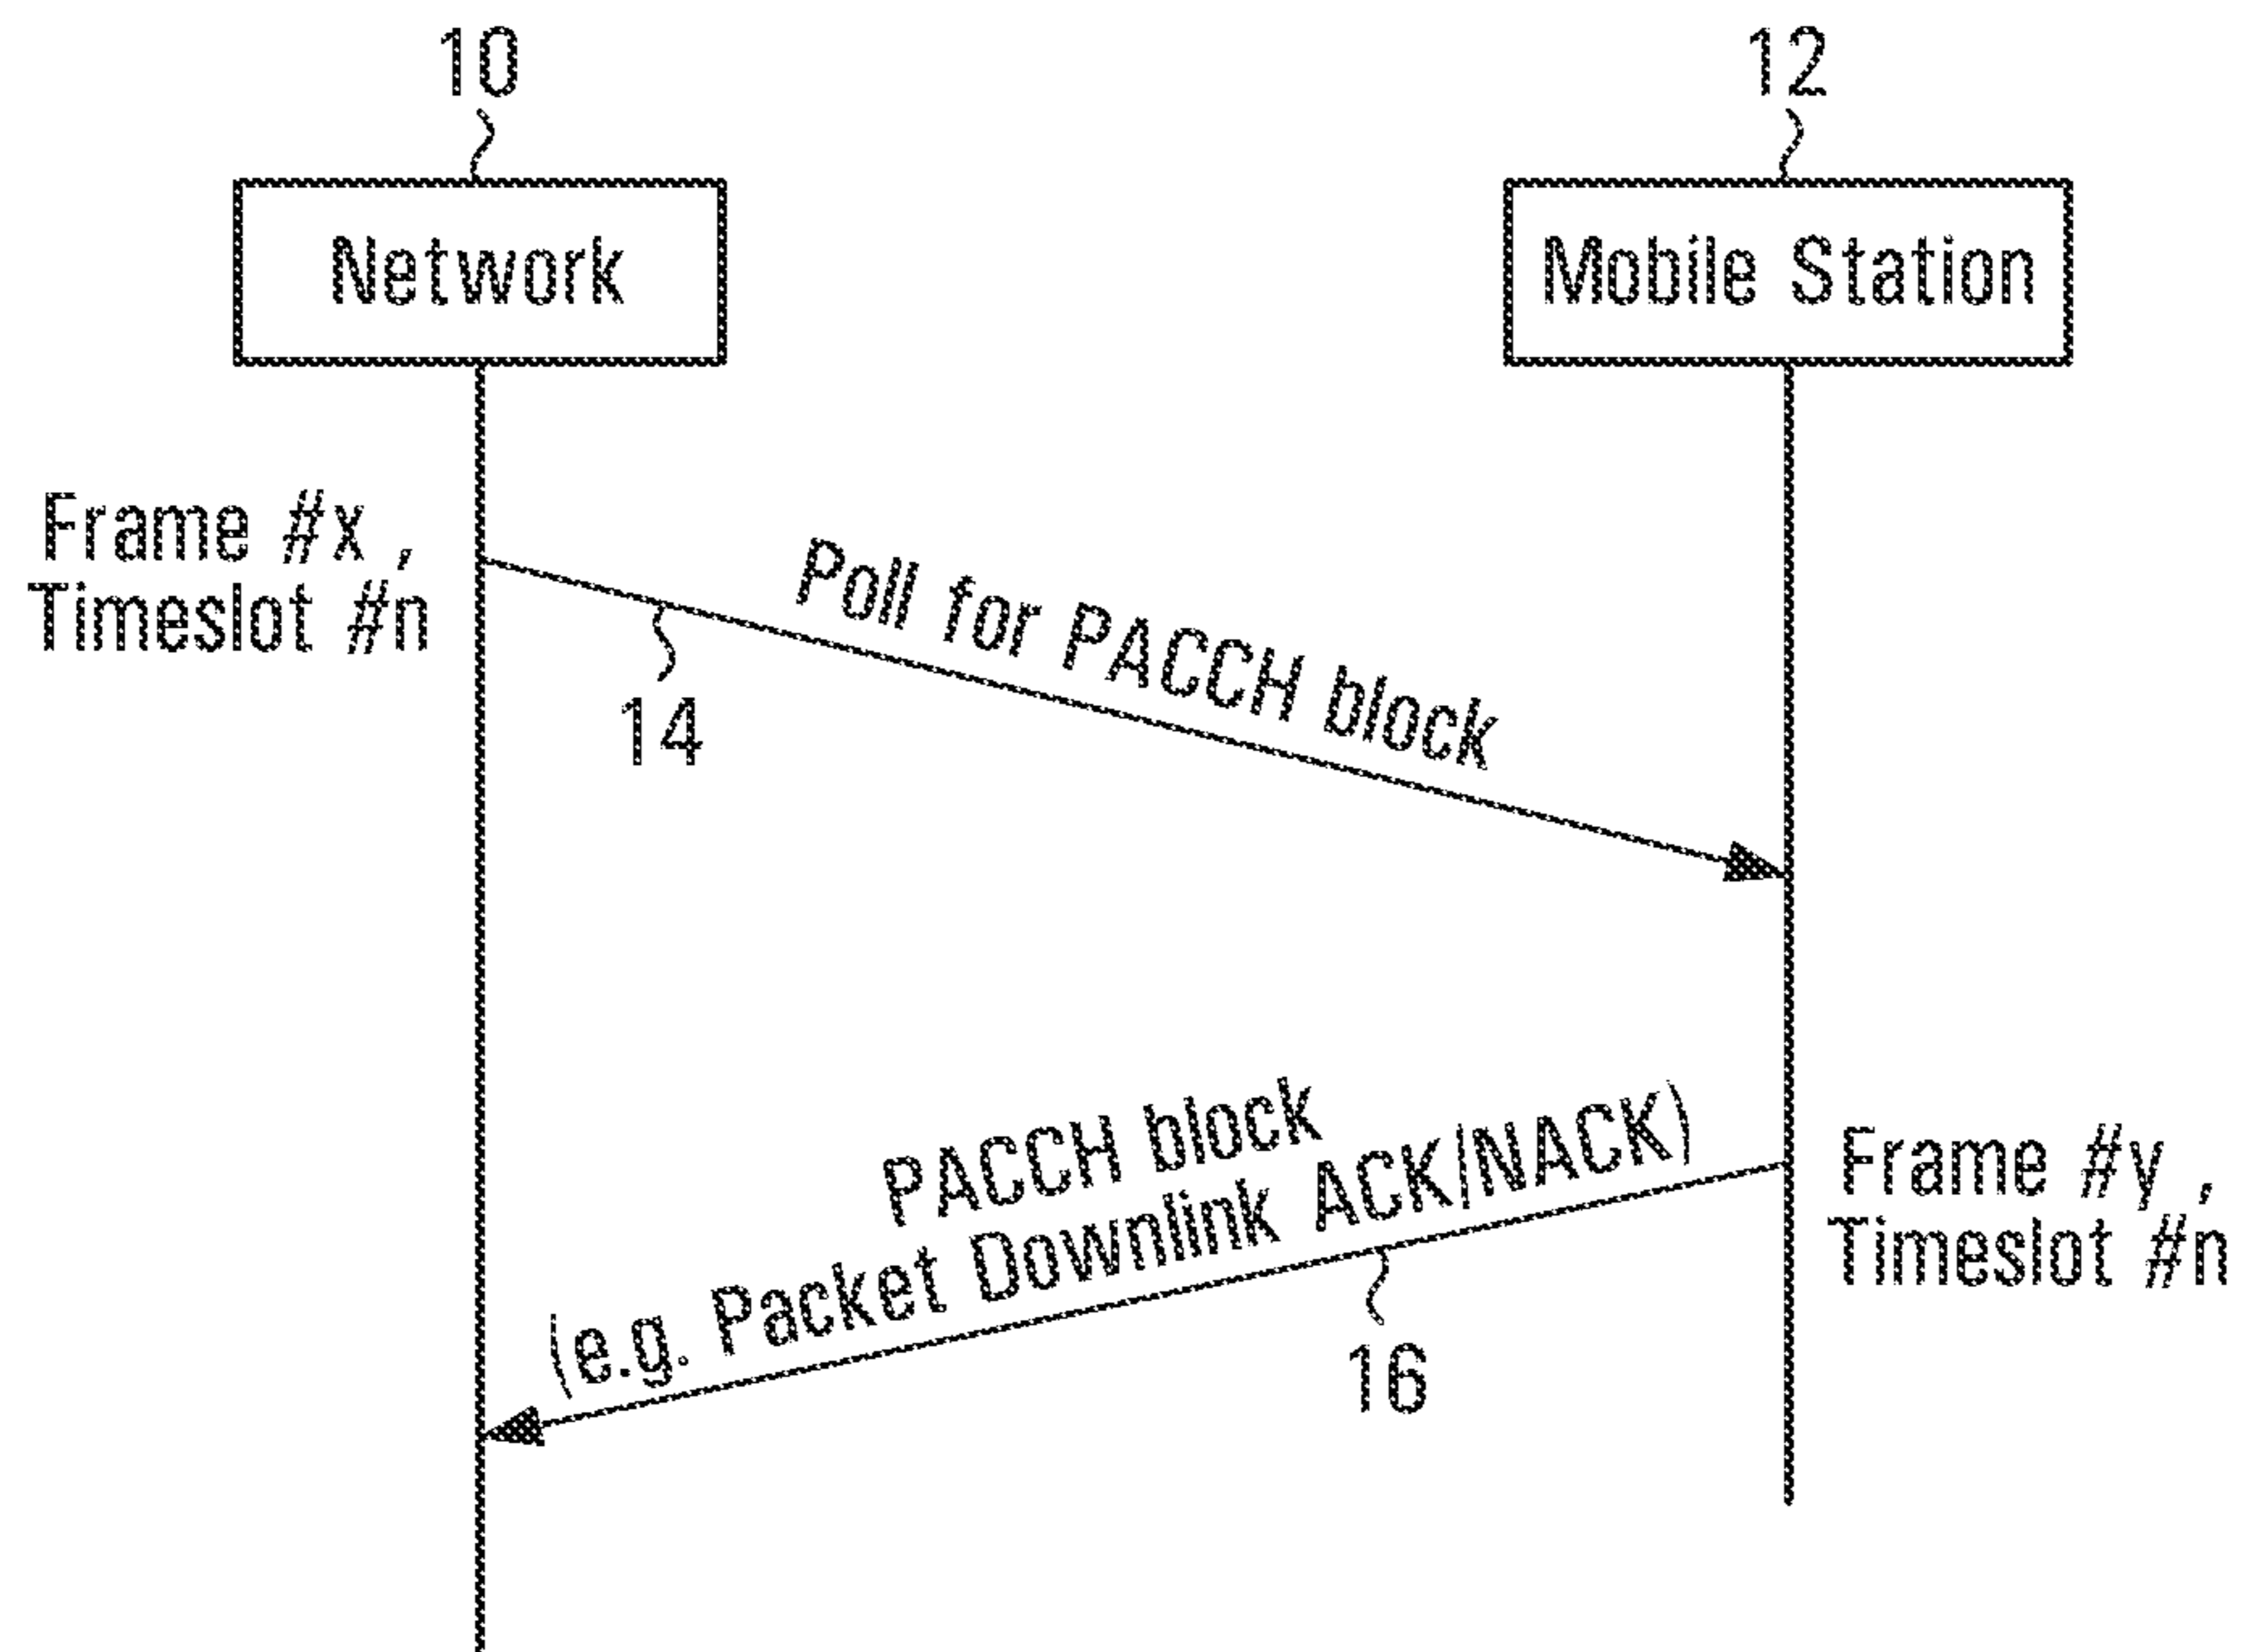 10
12
Network
Mobile Station
Frame #x ,
Timeslot #n
Poll for PACCH block
14
PACCH block
(e.g. Packet Downlink ACK/NACK)
Frame #y ,
Timeslot #n
16